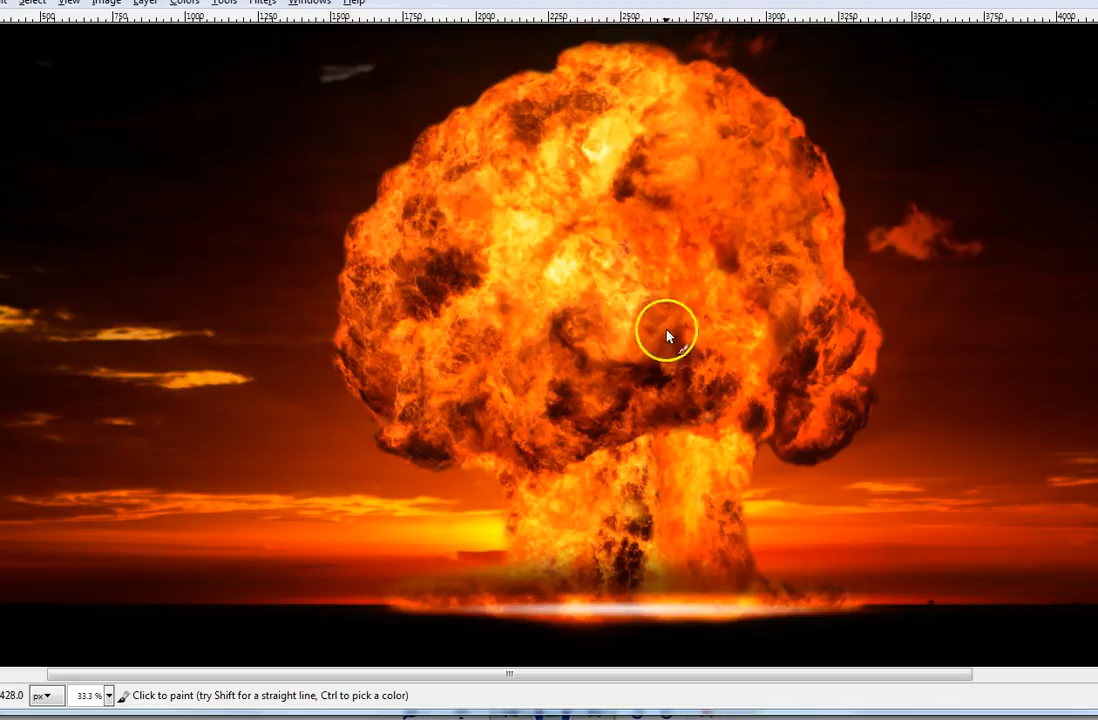 Select View Image Layer Colors Tools Filters Windows Help
500 750 1000 1250 1500 1750 2000 2250 2500 2750 3000 3250 3500 3750 4000
428.0 px 33.3 % Click to paint (try Shift for a straight line, Ctrl to pick a color)